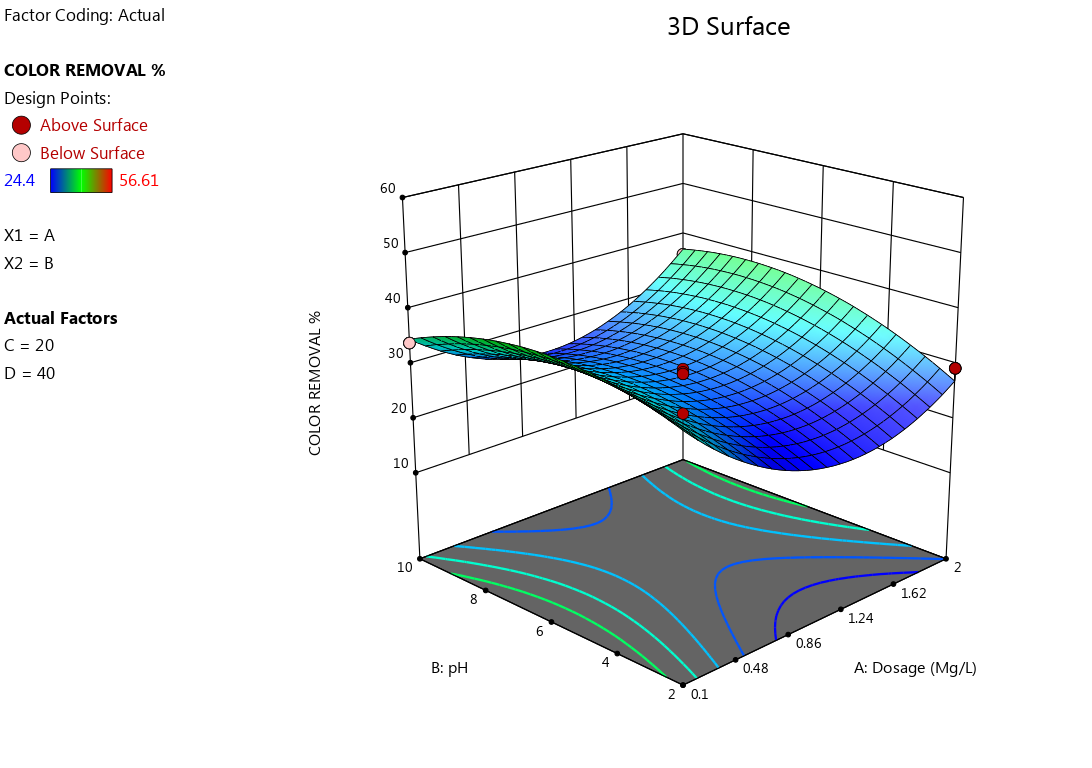 Factor Coding: Actual
3D Surface
COLOR REMOVAL %
Design Points:
Above Surface
Below Surface
24.4 56.61
X1 = A
X2 = B
Actual Factors
C = 20
D = 40
COLOR REMOVAL %
60
50
40
30
20
10
10
8
6
4
2
B: pH
0.1
0.48
0.86
1.24
1.62
2
A: Dosage (Mg/L)